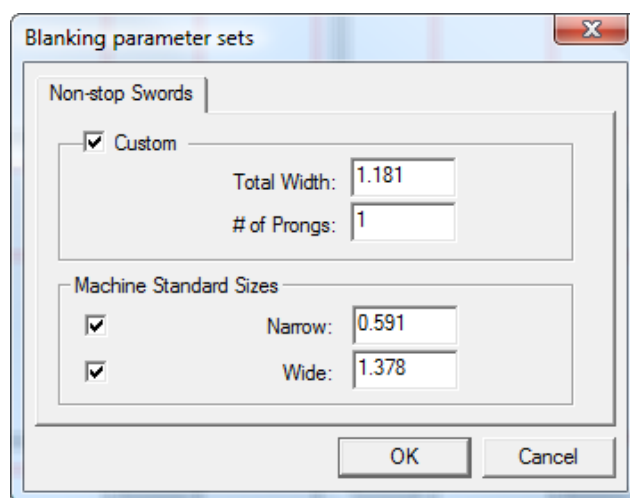 Blanking parameter sets
Non-stop Swords
Custom
Total Width: 1.181
# of Prongs: 1
Machine Standard Sizes
Narrow: 0.591
Wide: 1.378
OK Cancel